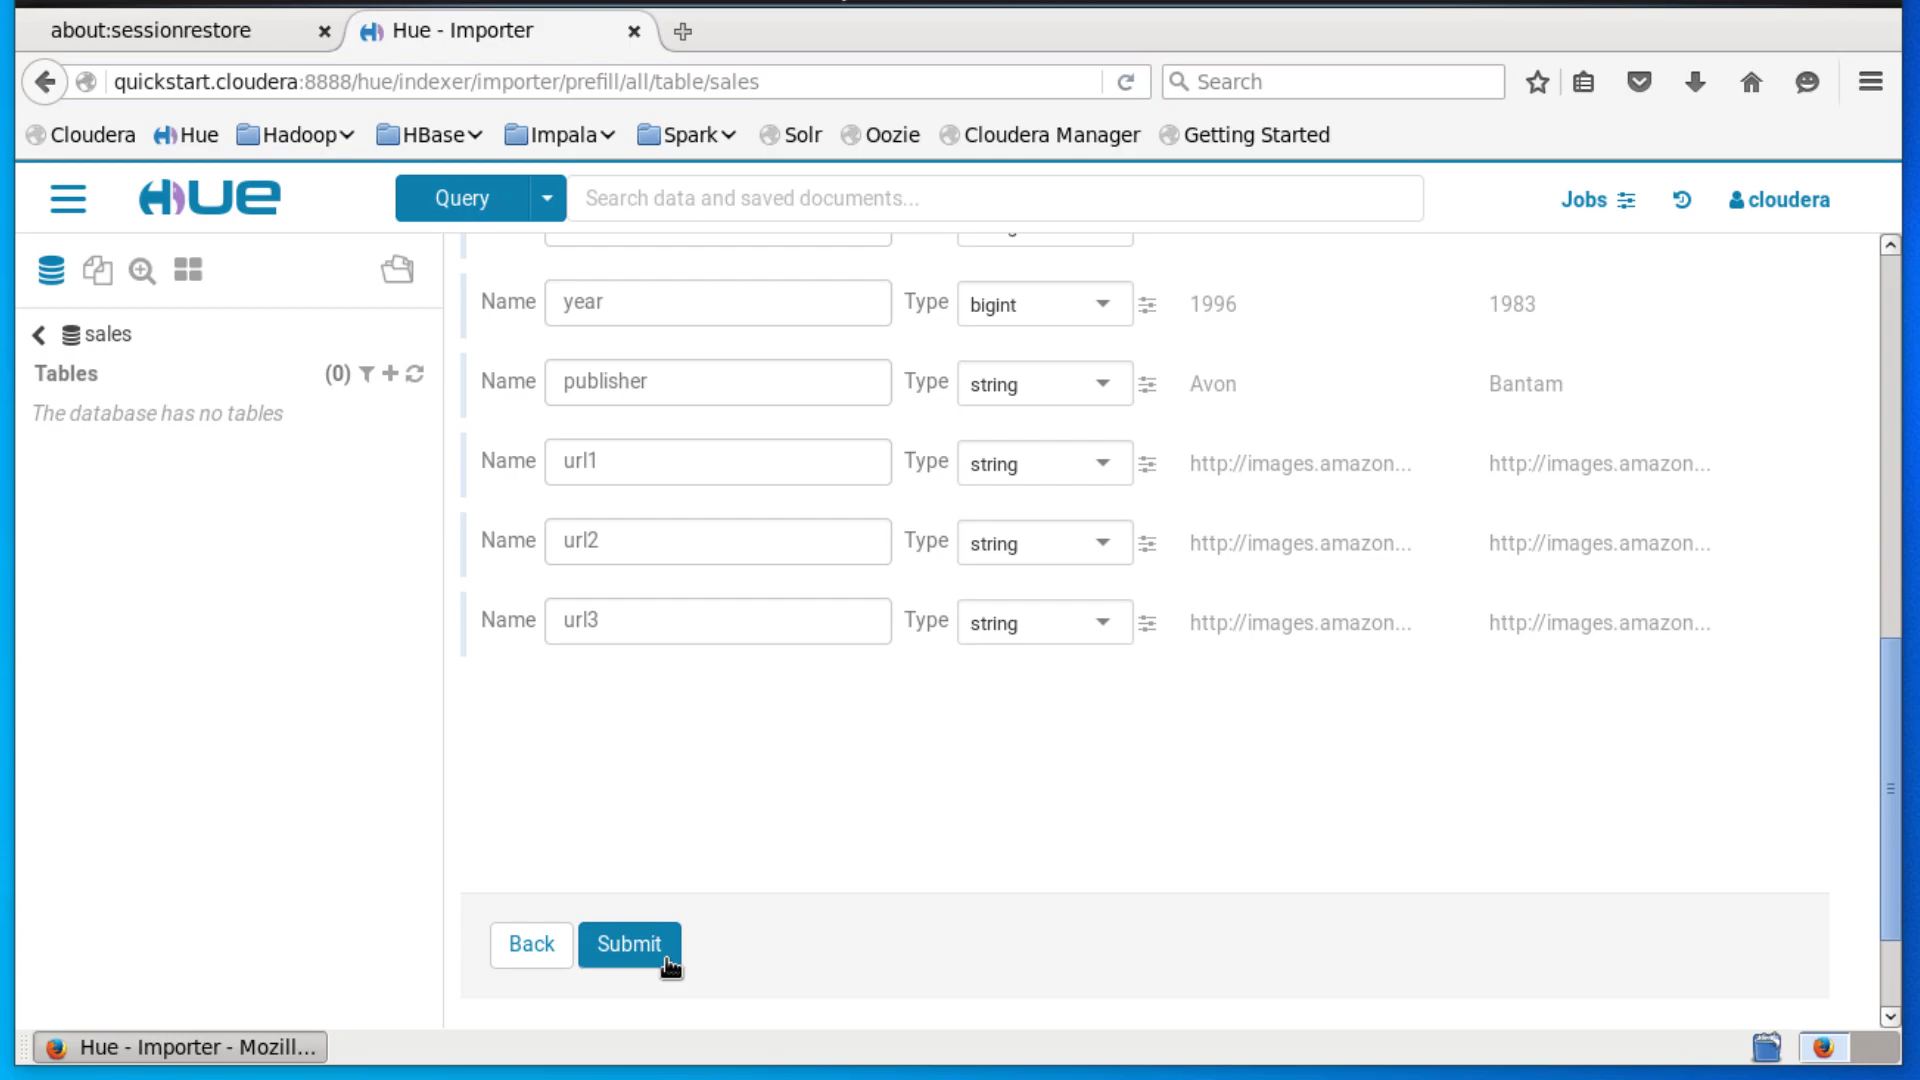 about:sessionrestore
Hue - Importer
quickstart.cloudera:8888/hue/indexer/importer/prefill/all/table/sales
Search
Cloudera
Hue
Hadoop
HBase
Impala
Spark
Solr
Oozie
Cloudera Manager
Getting Started
HUE
Query
Search data and saved documents...
Jobs
cloudera
sales
Tables
(0)
The database has no tables
Name year Type bigint 1996 1983
Name publisher Type string Avon Bantam
Name url1 Type string http://images.amazon... http://images.amazon...
Name url2 Type string http://images.amazon... http://images.amazon...
Name url3 Type string http://images.amazon... http://images.amazon...
Back
Submit
Hue - Importer - Mozill...